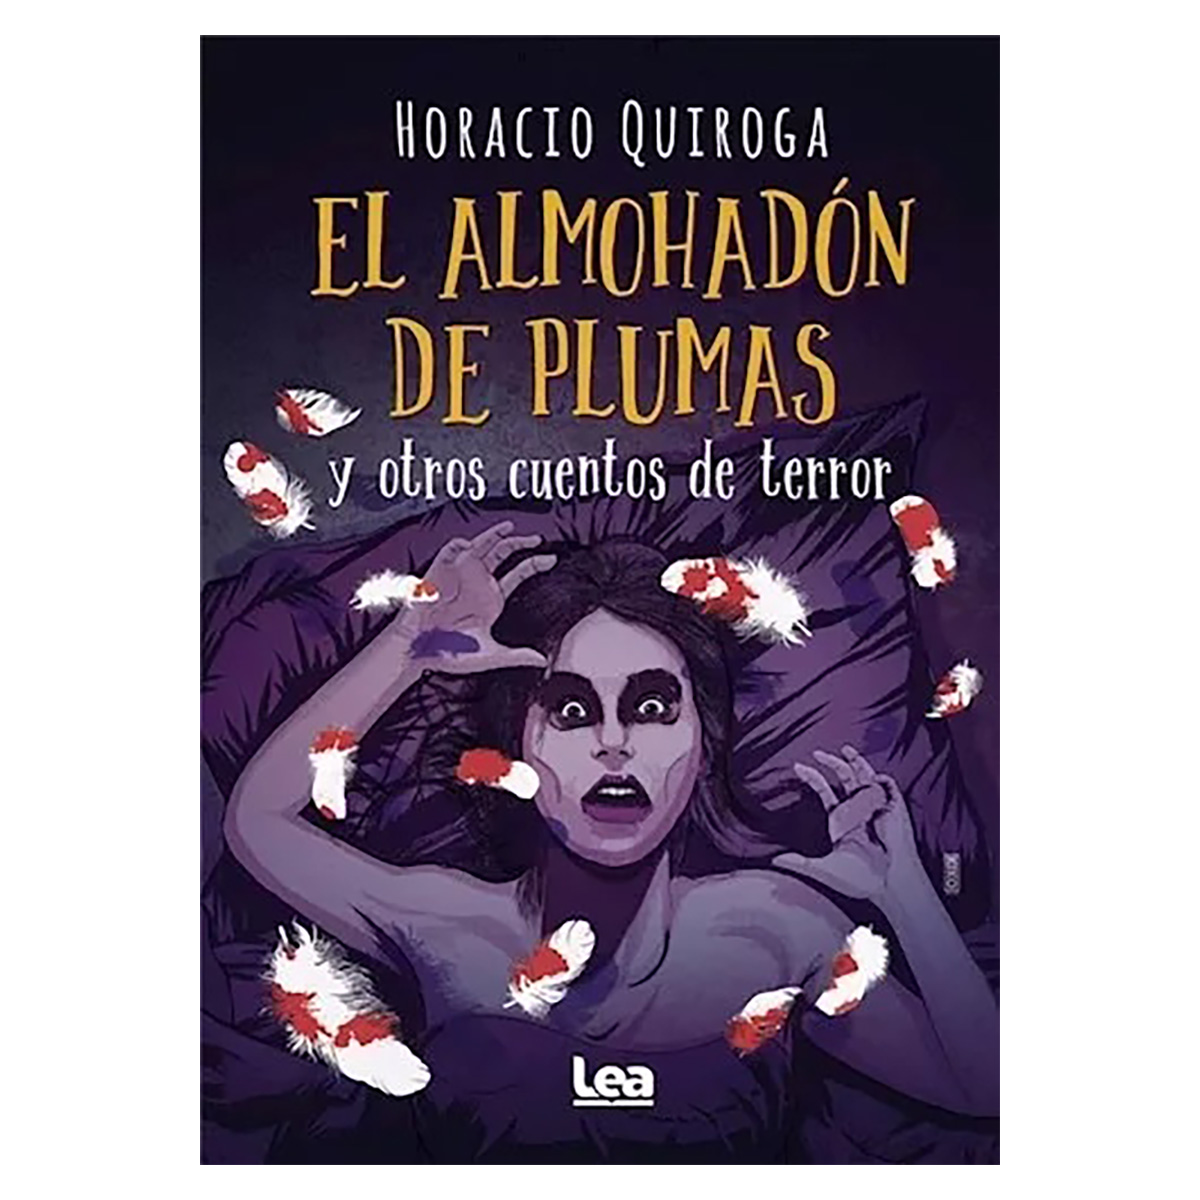 HORACIO QUIROGA
EL ALMOHADÓN
DE PLUMAS
y otros cuentos de terror
Lea